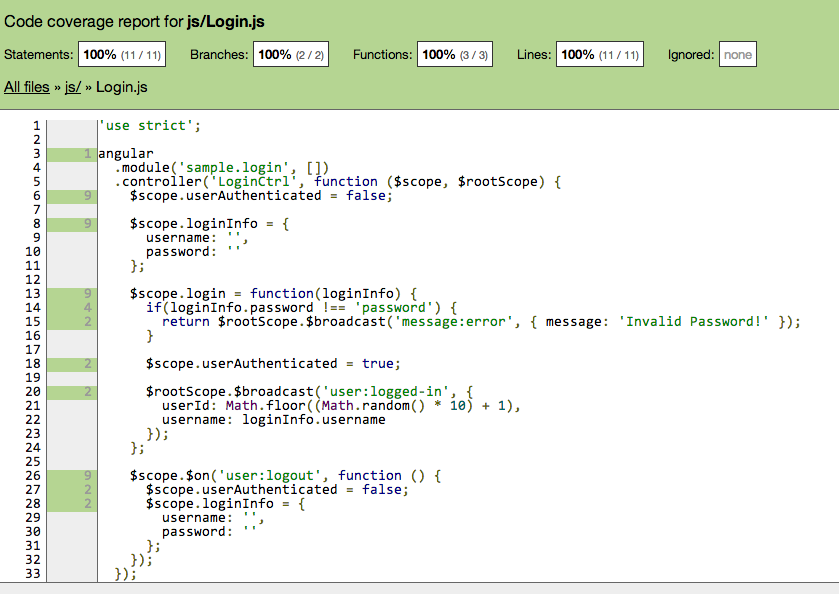 Code coverage report for js/Login.js
Statements: 100% (11 / 11) Branches: 100% (2 / 2) Functions: 100% (3 / 3) Lines: 100% (11 / 11) Ignored: none
All files » js/ » Login.js
1 'use strict';
2
3 1 angular
4 .module('sample.login', [])
5 .controller('LoginCtrl', function ($scope, $rootScope) {
6 9 $scope.userAuthenticated = false;
7
8 9 $scope.loginInfo = {
9 username: '',
10 password: ''
11 };
12
13 9 $scope.login = function(loginInfo) {
14 4 if(loginInfo.password !== 'password') {
15 2 return $rootScope.$broadcast('message:error', { message: 'Invalid Password!' });
16 }
17
18 2 $scope.userAuthenticated = true;
19
20 2 $rootScope.$broadcast('user:logged-in', {
21 userId: Math.floor((Math.random() * 10) + 1),
22 username: loginInfo.username
23 });
24 };
25
26 9 $scope.$on('user:logout', function () {
27 2 $scope.userAuthenticated = false;
28 2 $scope.loginInfo = {
29 username: '',
30 password: ''
31 };
32 });
33 });